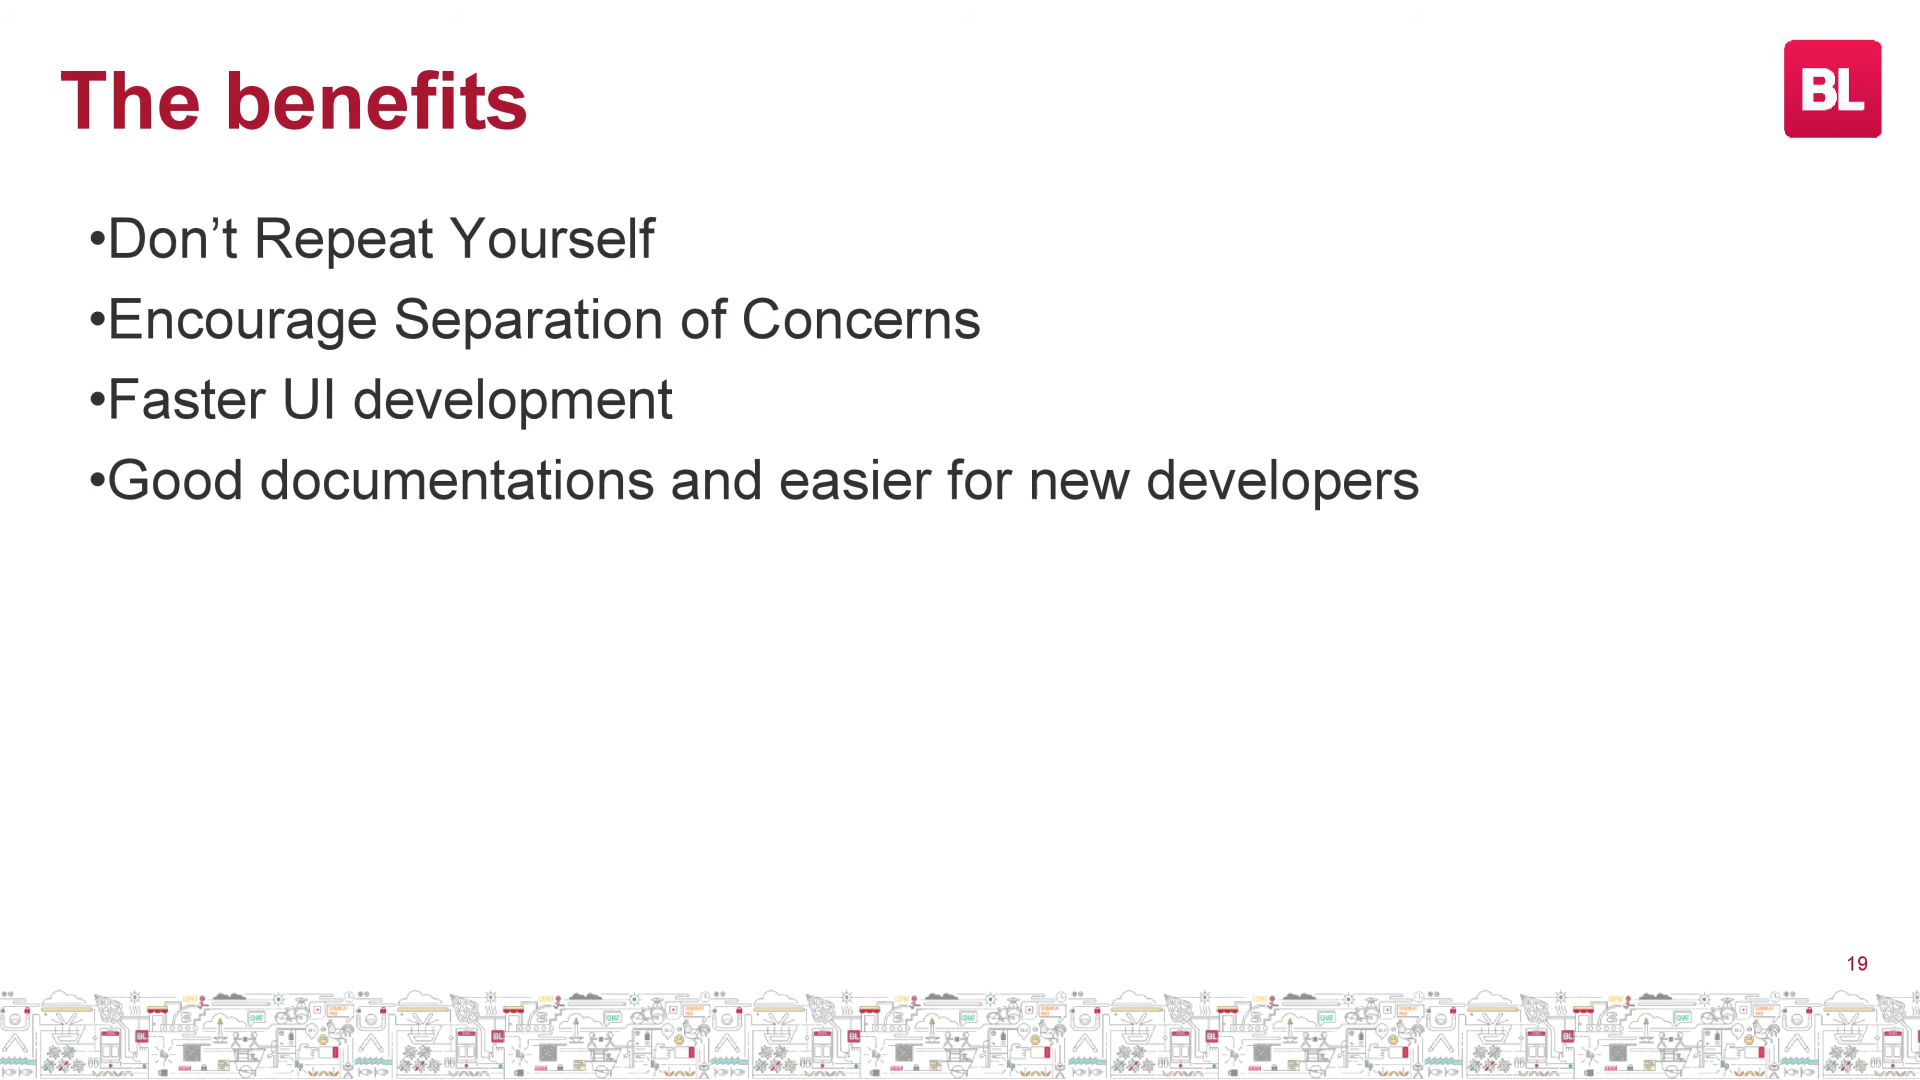 The benefits
BL
•Don’t Repeat Yourself
•Encourage Separation of Concerns
•Faster UI development
•Good documentations and easier for new developers
19